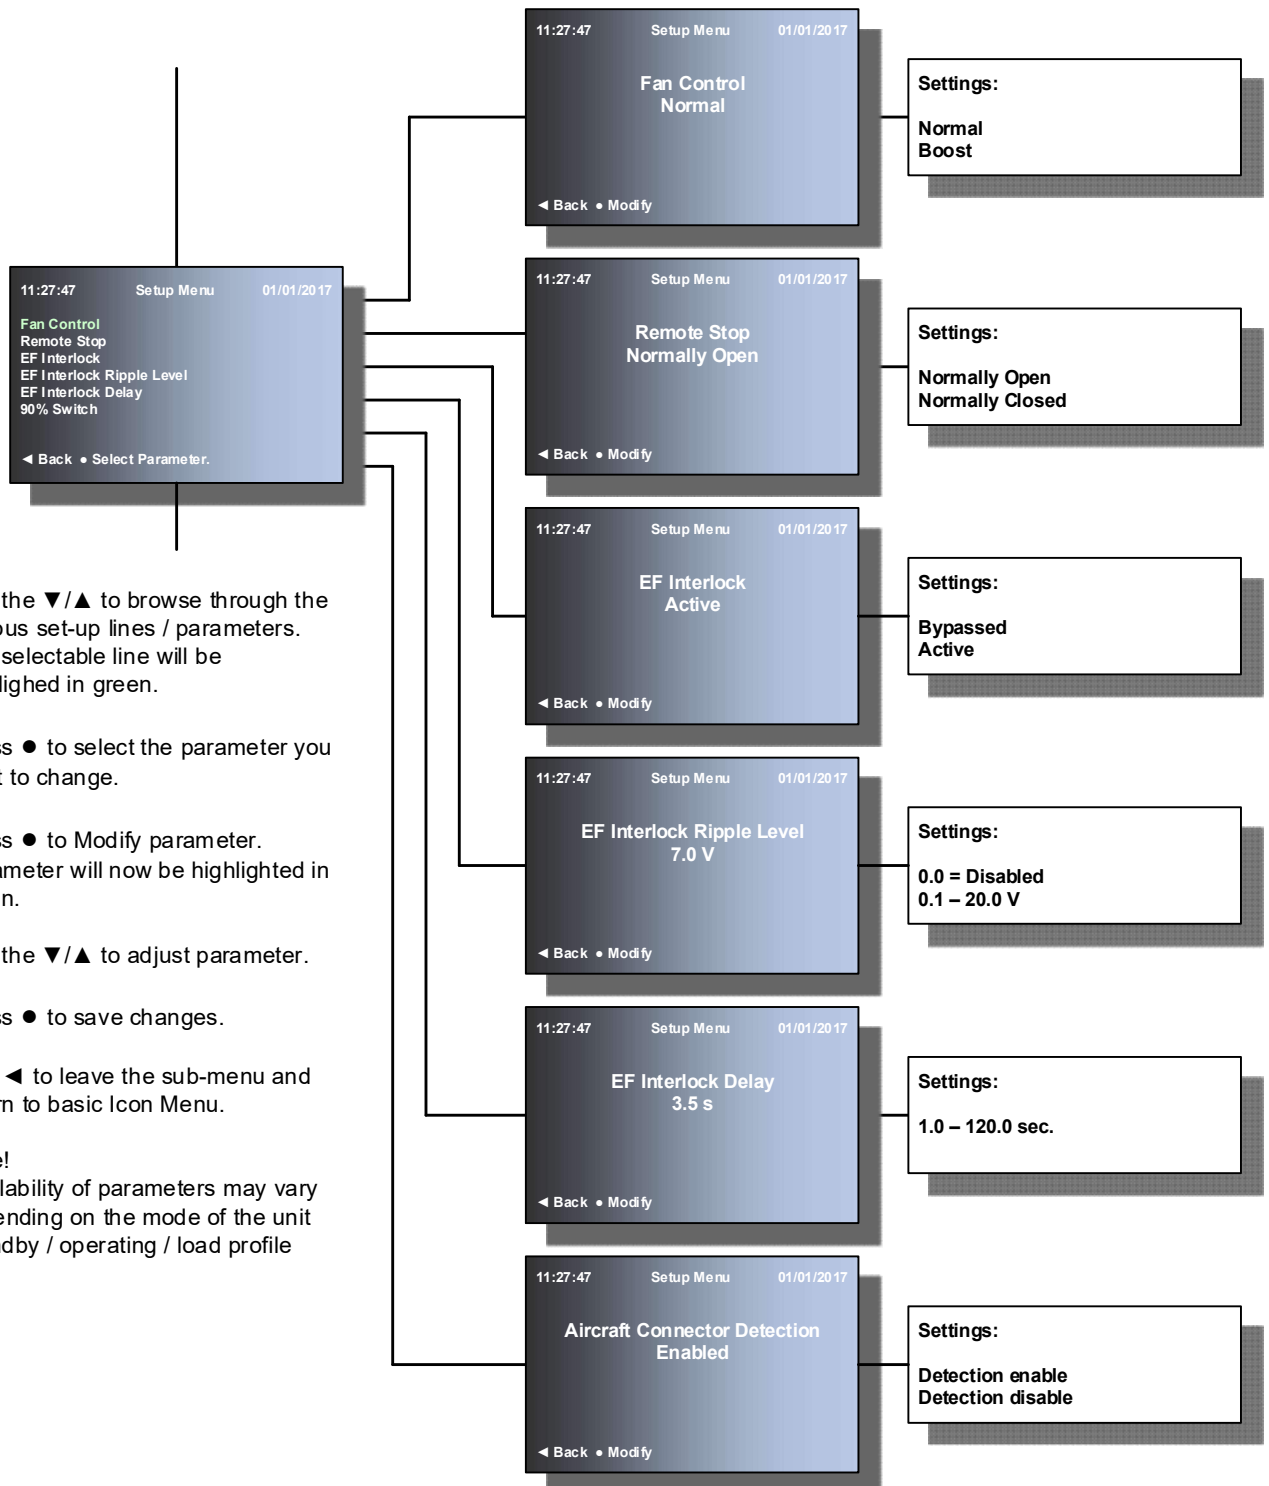 11:27:47 Setup Menu 01/01/2017
Fan Control
Normal
◄ Back ● Modify
Settings:
Normal
Boost
11:27:47 Setup Menu 01/01/2017
Fan Control
Remote Stop
EF Interlock
EF Interlock Ripple Level
EF Interlock Delay
90% Switch
◄ Back ● Select Parameter.
11:27:47 Setup Menu 01/01/2017
Remote Stop
Normally Open
◄ Back ● Modify
Settings:
Normally Open
Normally Closed
11:27:47 Setup Menu 01/01/2017
EF Interlock
Active
◄ Back ● Modify
Settings:
Bypassed
Active
the ▼/▲ to browse through the
set-up lines / parameters.
selectable line will be
in green.
● to select the parameter you
to change.
● to Modify parameter.
will now be highlighted in
the ▼/▲ to adjust parameter.
● to save changes.
◄ to leave the sub-menu and
to basic Icon Menu.
of parameters may vary
on the mode of the unit
/ operating / load profile
11:27:47 Setup Menu 01/01/2017
EF Interlock Ripple Level
7.0 V
◄ Back ● Modify
Settings:
0.0 = Disabled
0.1 – 20.0 V
11:27:47 Setup Menu 01/01/2017
EF Interlock Delay
3.5 s
◄ Back ● Modify
Settings:
1.0 – 120.0 sec.
11:27:47 Setup Menu 01/01/2017
Aircraft Connector Detection
Enabled
◄ Back ● Modify
Settings:
Detection enable
Detection disable